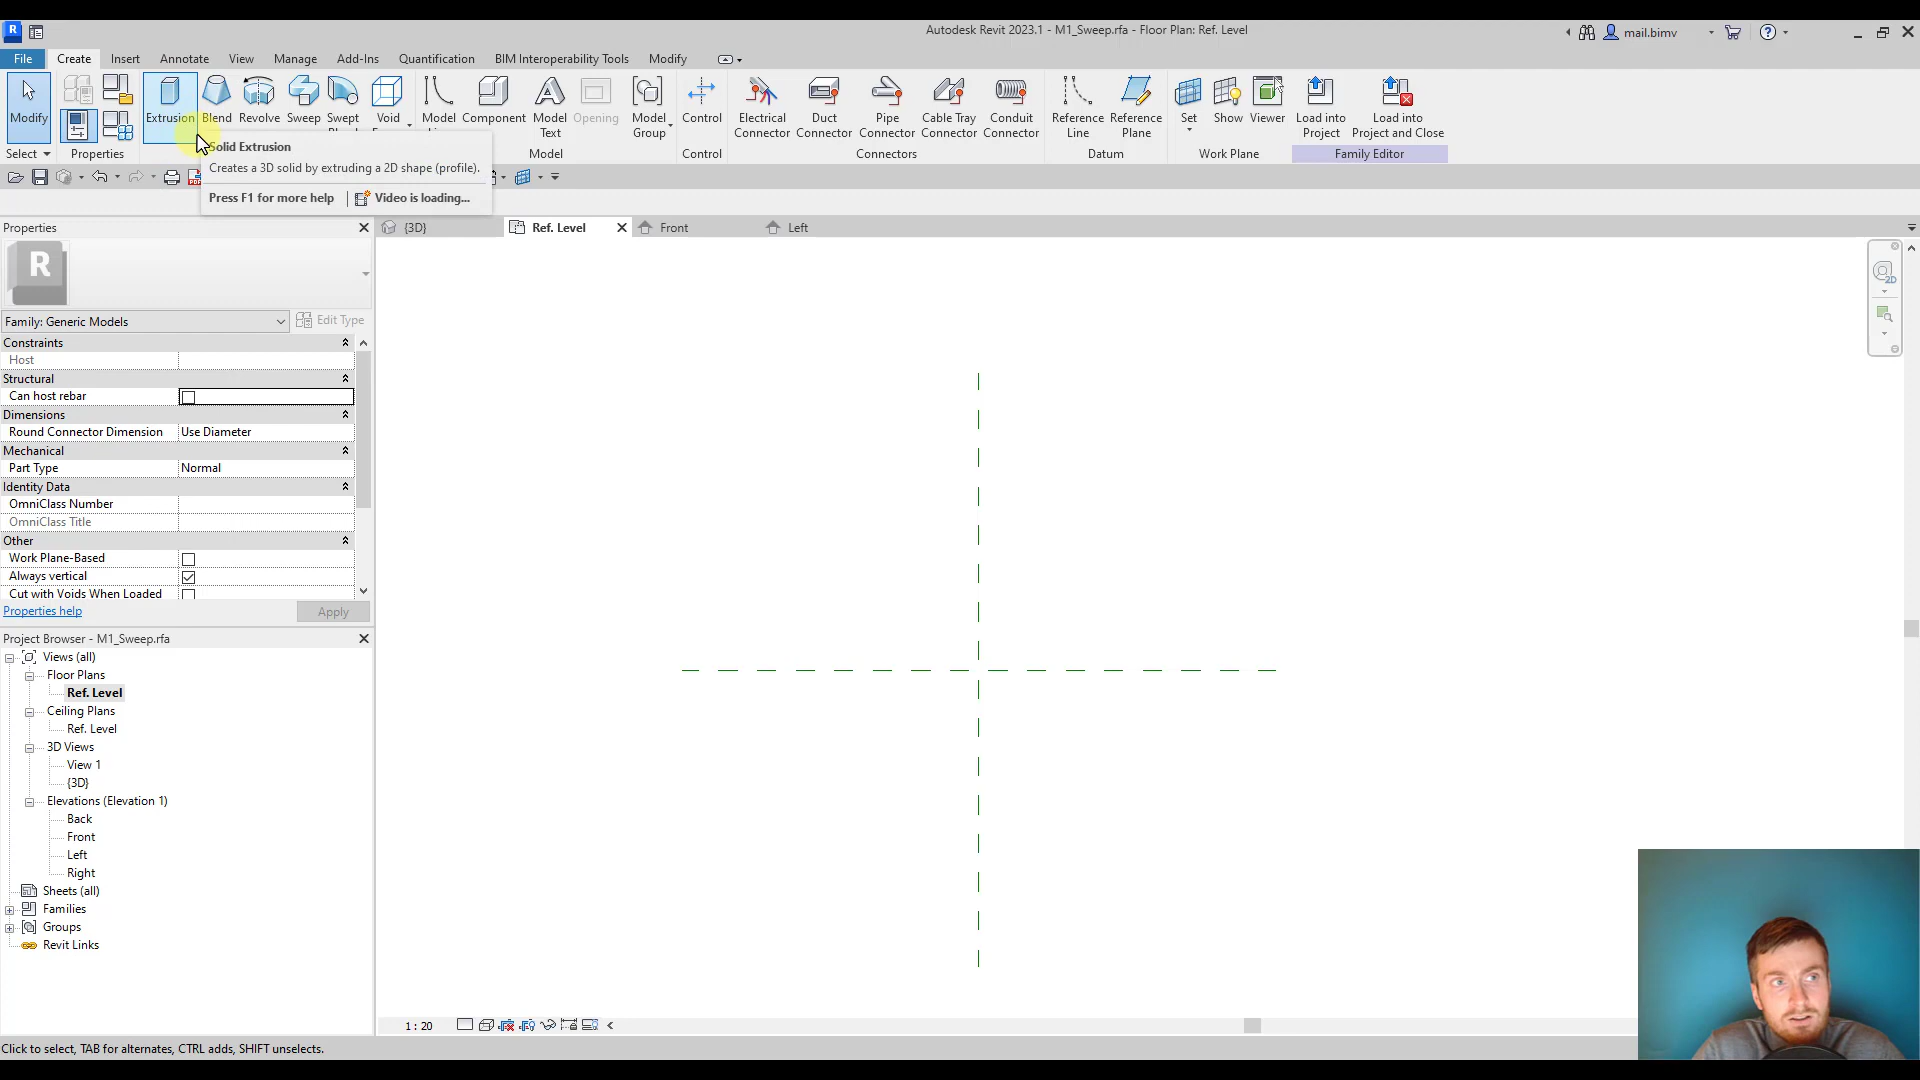 Autodesk Revit 2023.1 - M1_Sweep.rfa - Floor Plan: Ref. Level
mail.bimv
File Create Insert Annotate View Manage Add-Ins Quantification BIM Interoperability Tools Modify
Modify Extrusion Blend Revolve Sweep Swept Void Model Component Model Opening Model Control Electrical Duct Pipe Cable Tray Conduit Reference Reference Set Show Viewer Load into Load into
Text Group Connector Connector Connector Connector Connector Line Plane Project Project and Close
Select Properties Model Control Connectors Datum Work Plane Family Editor
Solid Extrusion
Creates a 3D solid by extruding a 2D shape (profile).
Press F1 for more help Video is loading...
Properties
{3D} Ref. Level Front Left
R
Family: Generic Models Edit Type
Constraints
Host
Structural
Can host rebar
Dimensions
Round Connector Dimension Use Diameter
Mechanical
Part Type Normal
Identity Data
OmniClass Number
OmniClass Title
Other
Work Plane-Based
Always vertical
Cut with Voids When Loaded
Properties help Apply
Project Browser - M1_Sweep.rfa
Views (all)
Floor Plans
Ref. Level
Ceiling Plans
Ref. Level
3D Views
View 1
{3D}
Elevations (Elevation 1)
Back
Front
Left
Right
Sheets (all)
Families
Groups
Revit Links
1 : 20
Click to select, TAB for alternates, CTRL adds, SHIFT unselects.